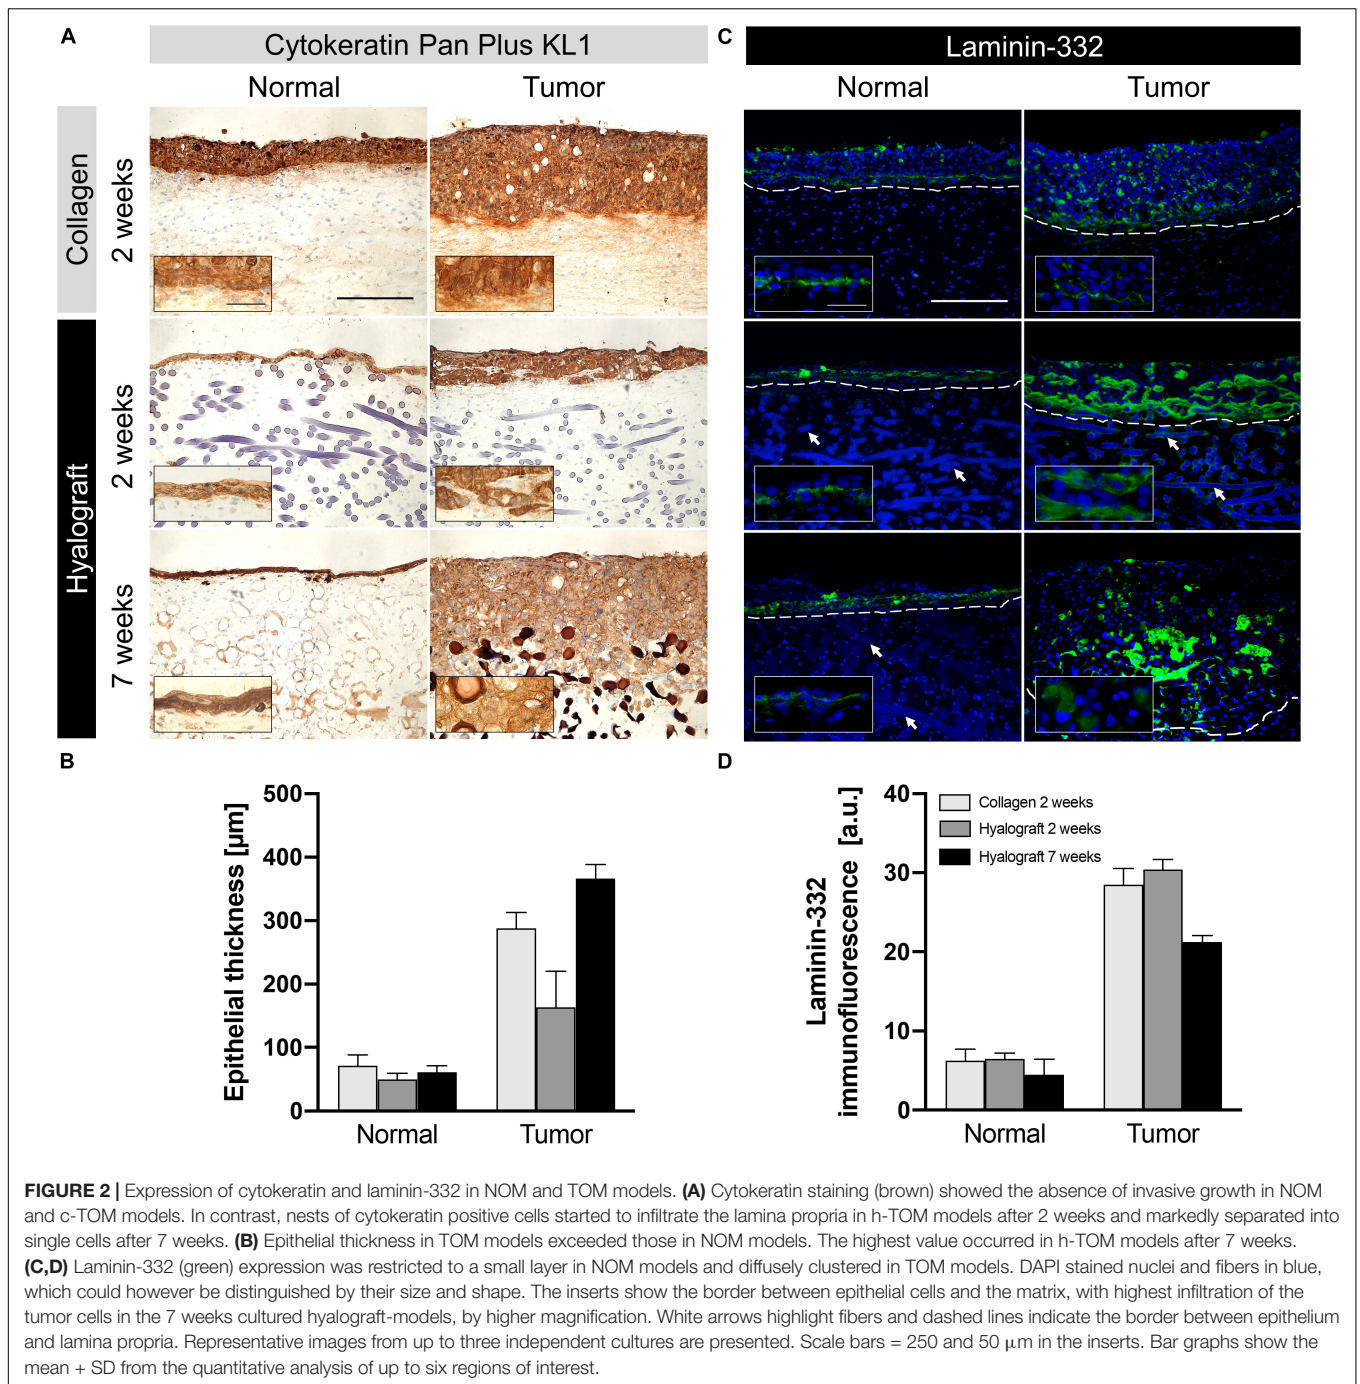 A
Cytokeratin Pan Plus KL1
Normal
Tumor
Collagen
2 weeks
Hyalograft
2 weeks
7 weeks
C
Laminin-332
Normal
Tumor
B
Epithelial thickness [µm]
500
400
300
200
100
0
Normal
Tumor
D
Laminin-332
immunofluorescence [a.u.]
40
30
20
10
0
Collagen 2 weeks
Hyalograft 2 weeks
Hyalograft 7 weeks
Normal
Tumor
FIGURE 2 | Expression of cytokeratin and laminin-332 in NOM and TOM models. (A) Cytokeratin staining (brown) showed the absence of invasive growth in NOM
and c-TOM models. In contrast, nests of cytokeratin positive cells started to infiltrate the lamina propria in h-TOM models after 2 weeks and markedly separated into
single cells after 7 weeks. (B) Epithelial thickness in TOM models exceeded those in NOM models. The highest value occurred in h-TOM models after 7 weeks.
(C,D) Laminin-332 (green) expression was restricted to a small layer in NOM models and diffusely clustered in TOM models. DAPI stained nuclei and fibers in blue,
which could however be distinguished by their size and shape. The inserts show the border between epithelial cells and the matrix, with highest infiltration of the
tumor cells in the 7 weeks cultured hyalograft-models, by higher magnification. White arrows highlight fibers and dashed lines indicate the border between epithelium
and lamina propria. Representative images from up to three independent cultures are presented. Scale bars = 250 and 50 µm in the inserts. Bar graphs show the
mean + SD from the quantitative analysis of up to six regions of interest.